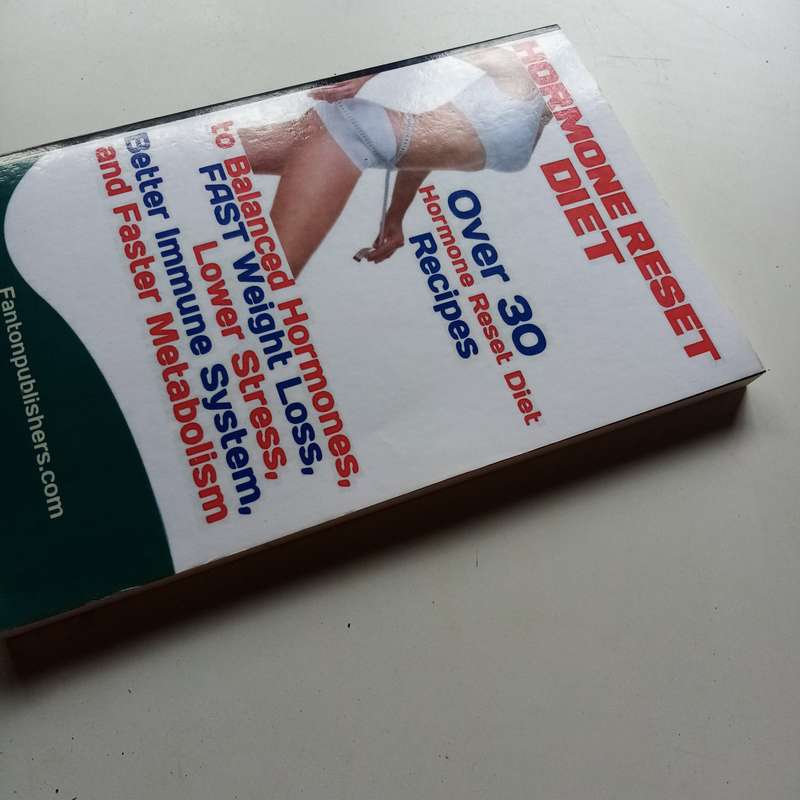 HORMONE RESET
DIET
Over 30
Hormone Reset Diet
Recipes
to Balanced Hormones,
FAST Weight Loss,
Lower Stress,
Better Immune System,
and Faster Metabolism
Fantonpublishers.com